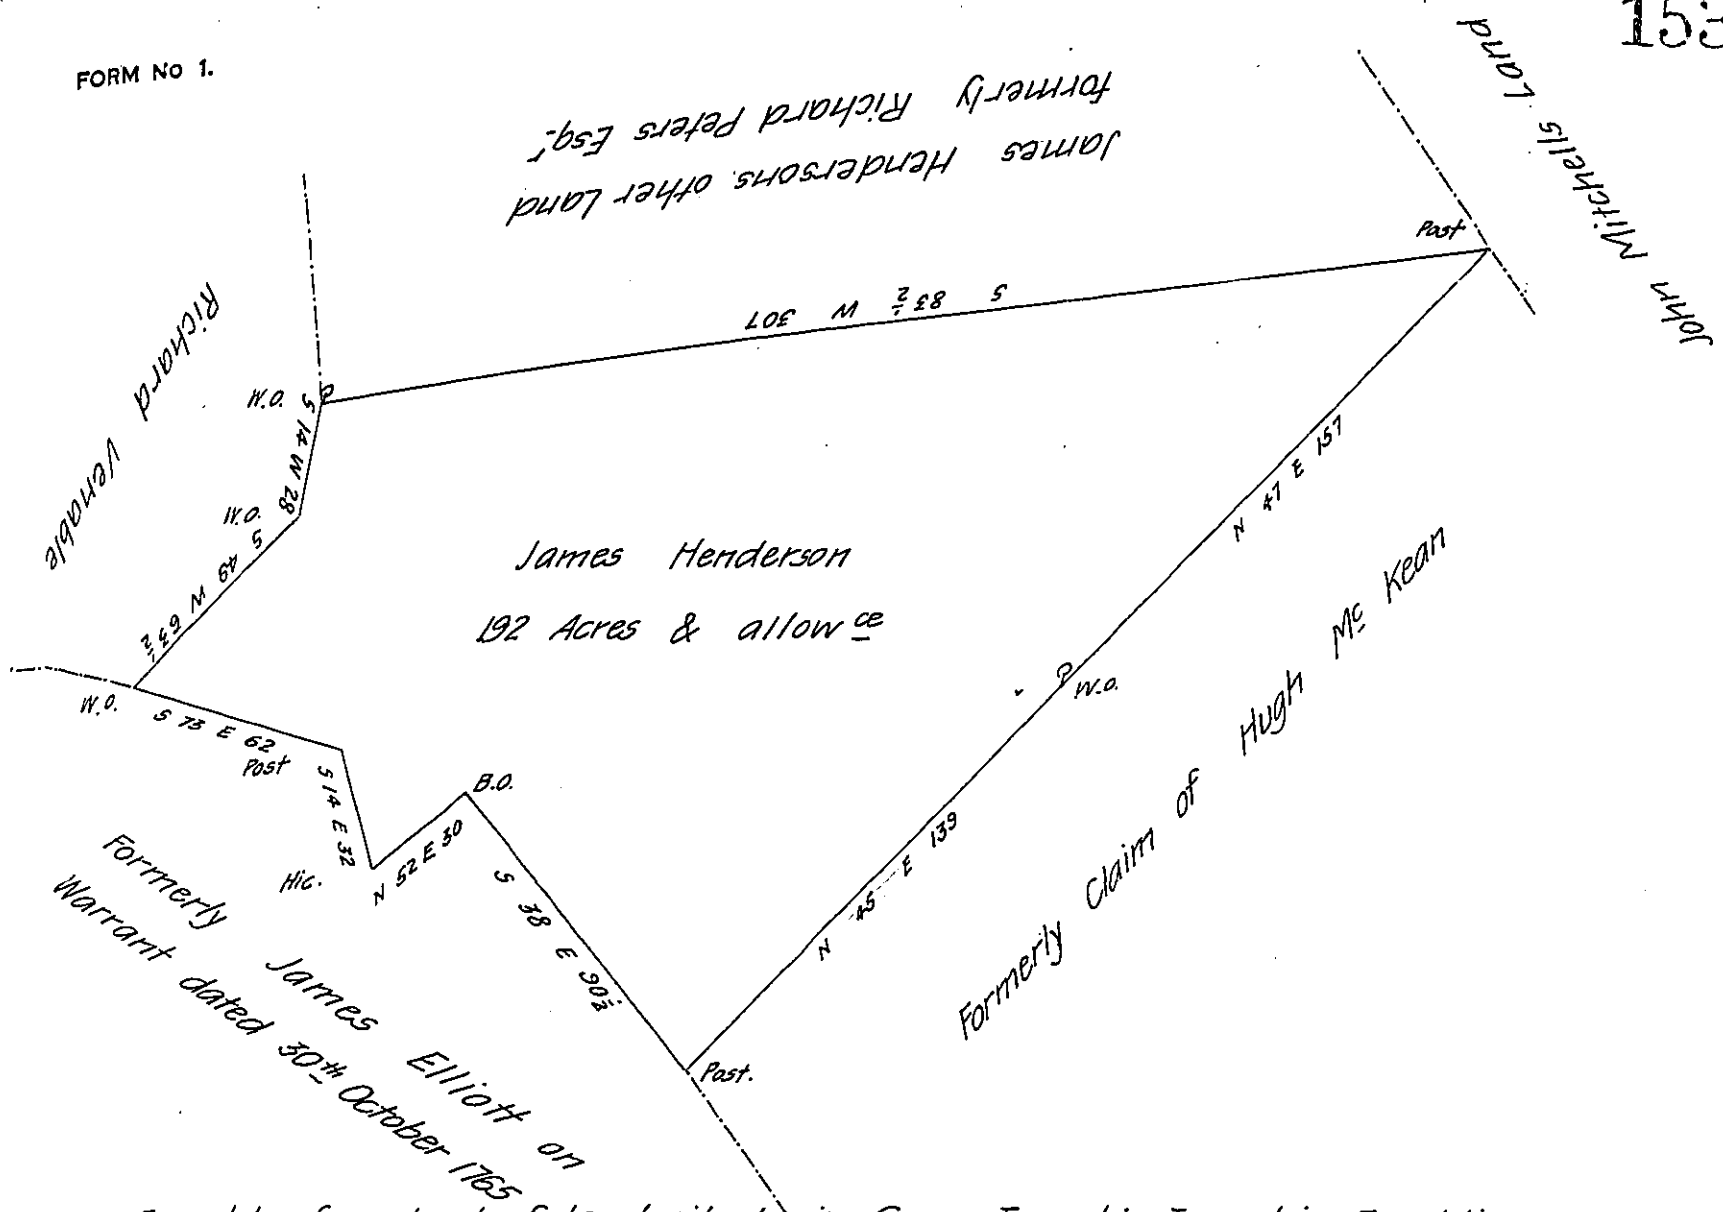 FORM No 1.
153
formerly Richard Peters Esqr.
James Hendersons other Land
John Mitchells Land
Richard Venable
Post
S 83½ W 307
W.O.
S 14 W 28
W.O.
S 49 W 63½
W.O.
S 73 E 62
Post
S 14 E 32
Hic.
N 52 E 30
B.O.
S 38 E 90½
Post.
N 45 E 139
W.O.
N 47 E 157
James Henderson
192 Acres & allowce
Formerly Claim of Hugh Mc Kean
Formerly James Elliott on
Warrant dated 30th October 1765